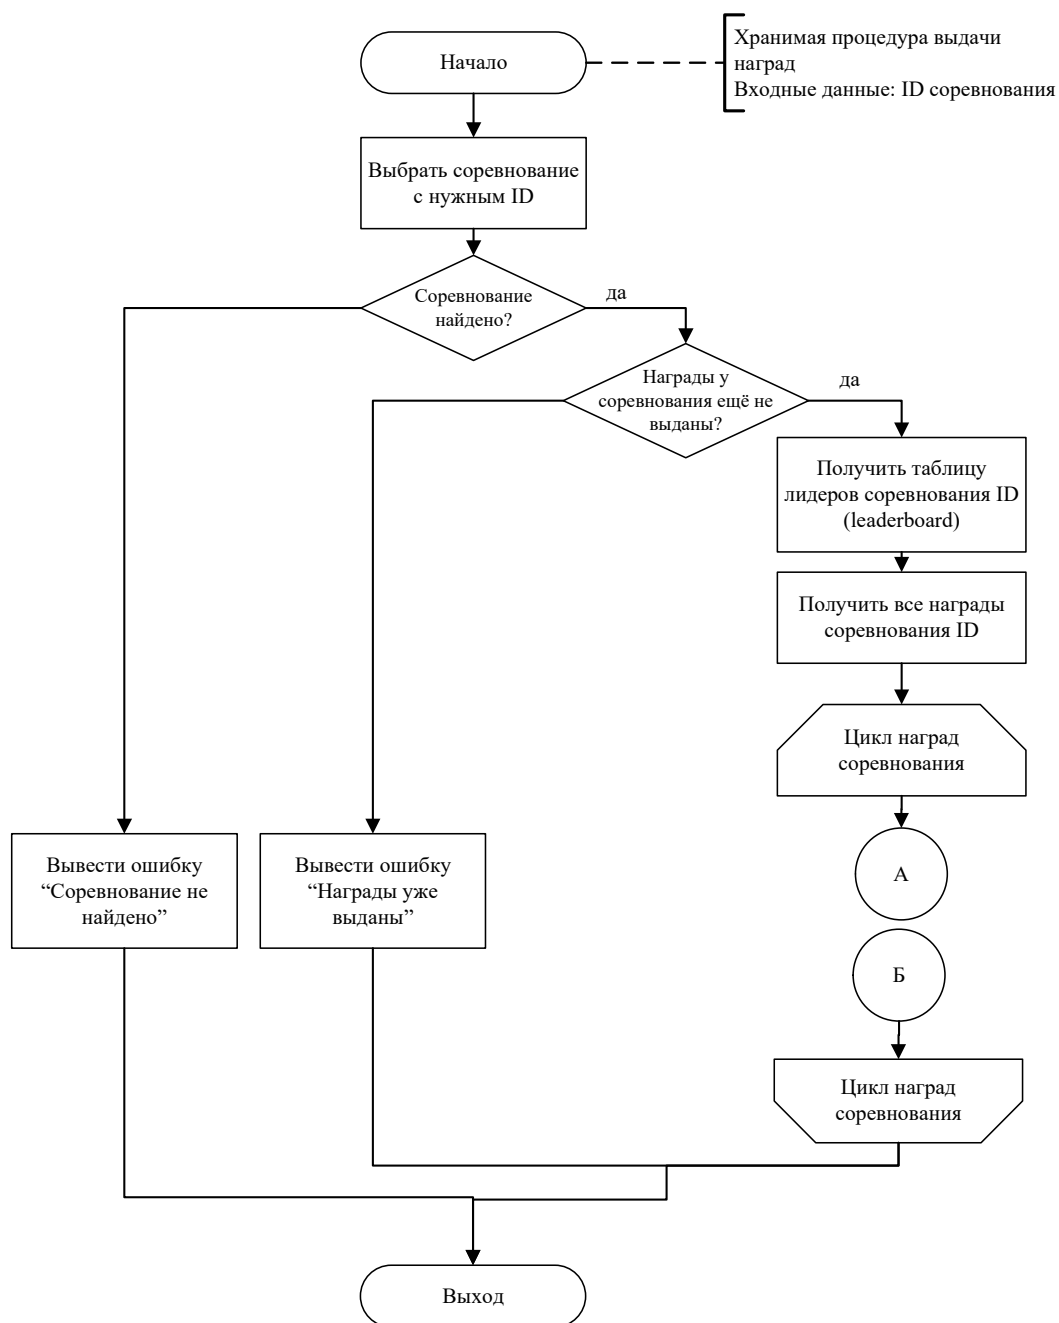 Начало
Хранимая процедура выдачи
наград
Входные данные: ID соревнования
Выбрать соревнование
с нужным ID
Соревнование
найдено?
да
Награды у
соревнования ещё не
выданы?
да
Получить таблицу
лидеров соревнования ID
(leaderboard)
Получить все награды
соревнования ID
Цикл наград
соревнования
А
Вывести ошибку
“Соревнование не
найдено”
Вывести ошибку
“Награды уже
выданы”
Б
Цикл наград
соревнования
Выход